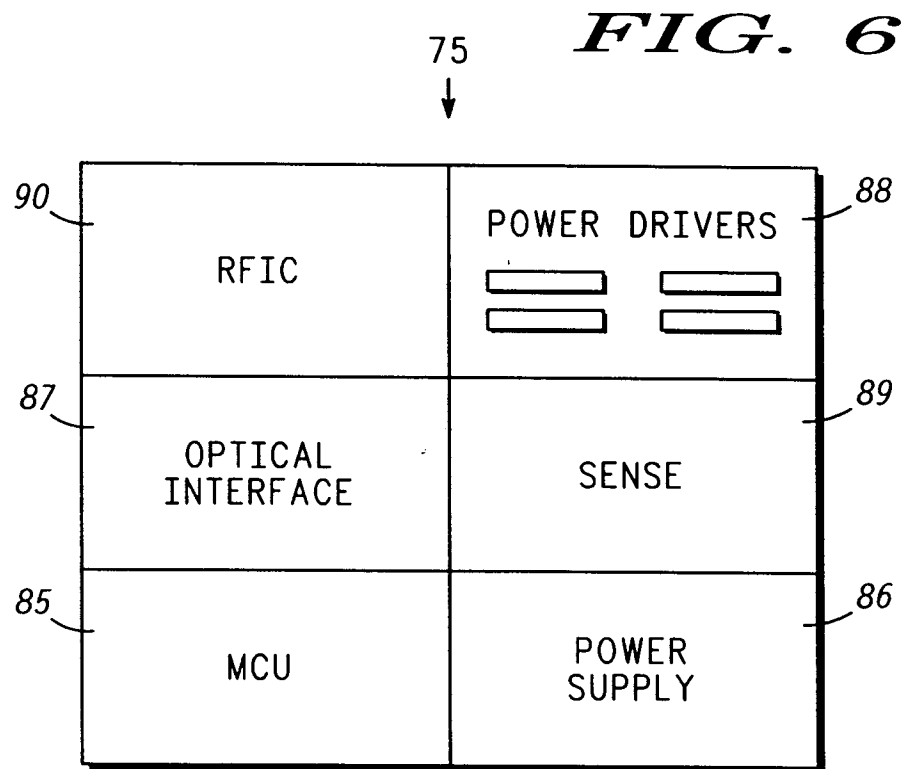 FIG. 6
75
90
RFIC
POWER DRIVERS
88
87
OPTICAL
INTERFACE
SENSE
89
85
MCU
POWER
SUPPLY
86